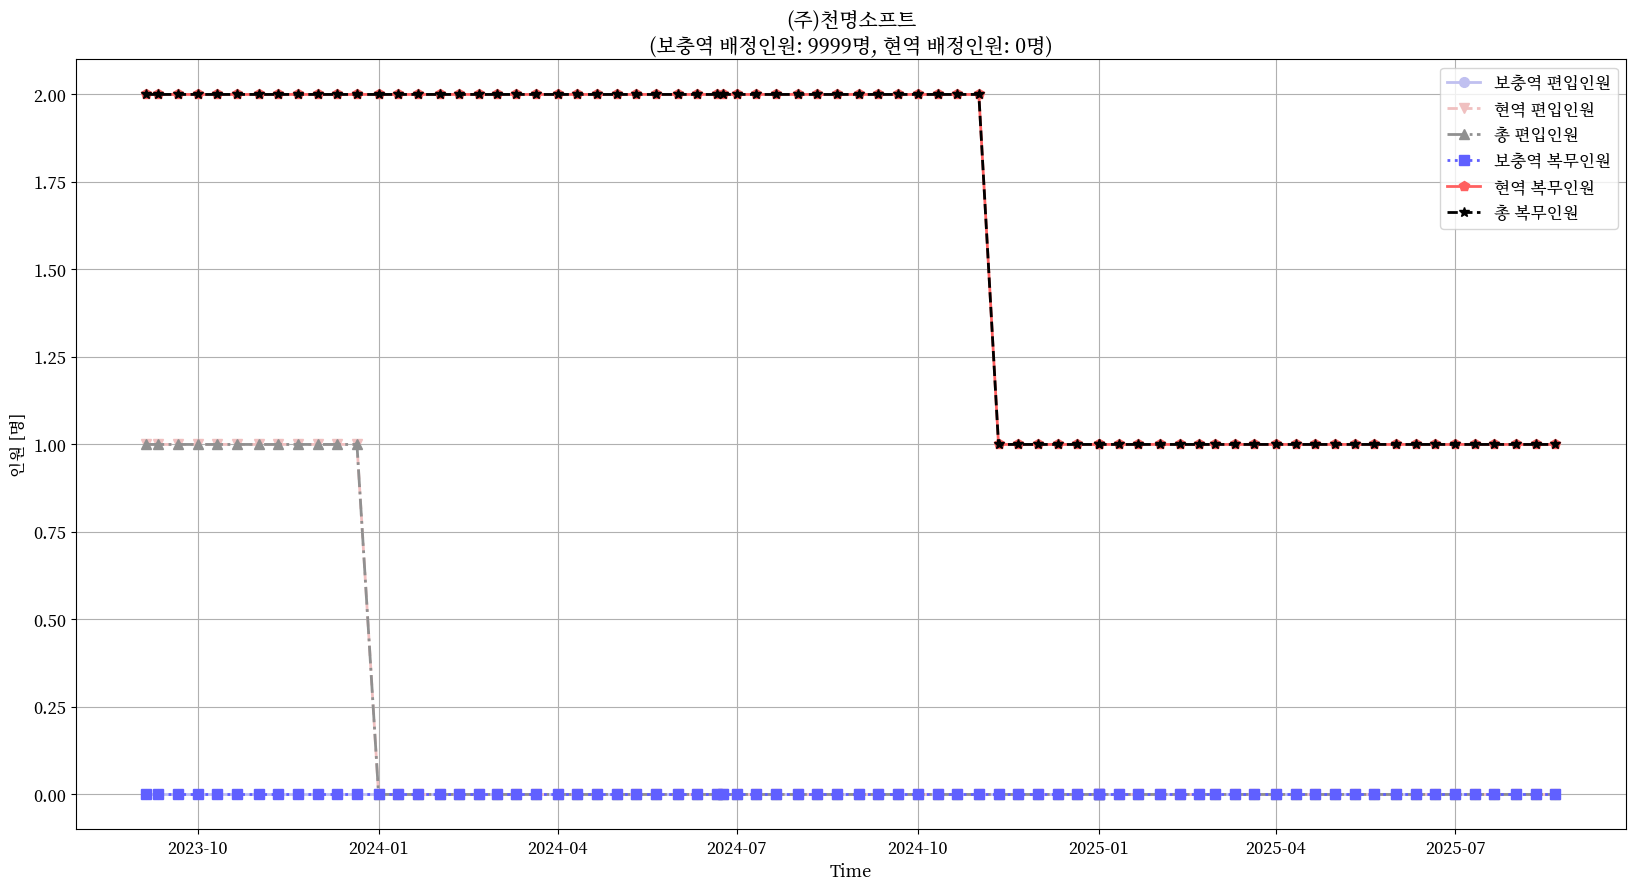 (주)천명소프트
(보충역 배정인원: 9999명, 현역 배정인원: 0명)
보충역 편입인원
현역 편입인원
총 편입인원
보충역 복무인원
현역 복무인원
총 복무인원
인원 [명]
2.00
1.75
1.50
1.25
1.00
0.75
0.50
0.25
0.00
2023-10 2024-01 2024-04 2024-07 2024-10 2025-01 2025-04 2025-07
Time